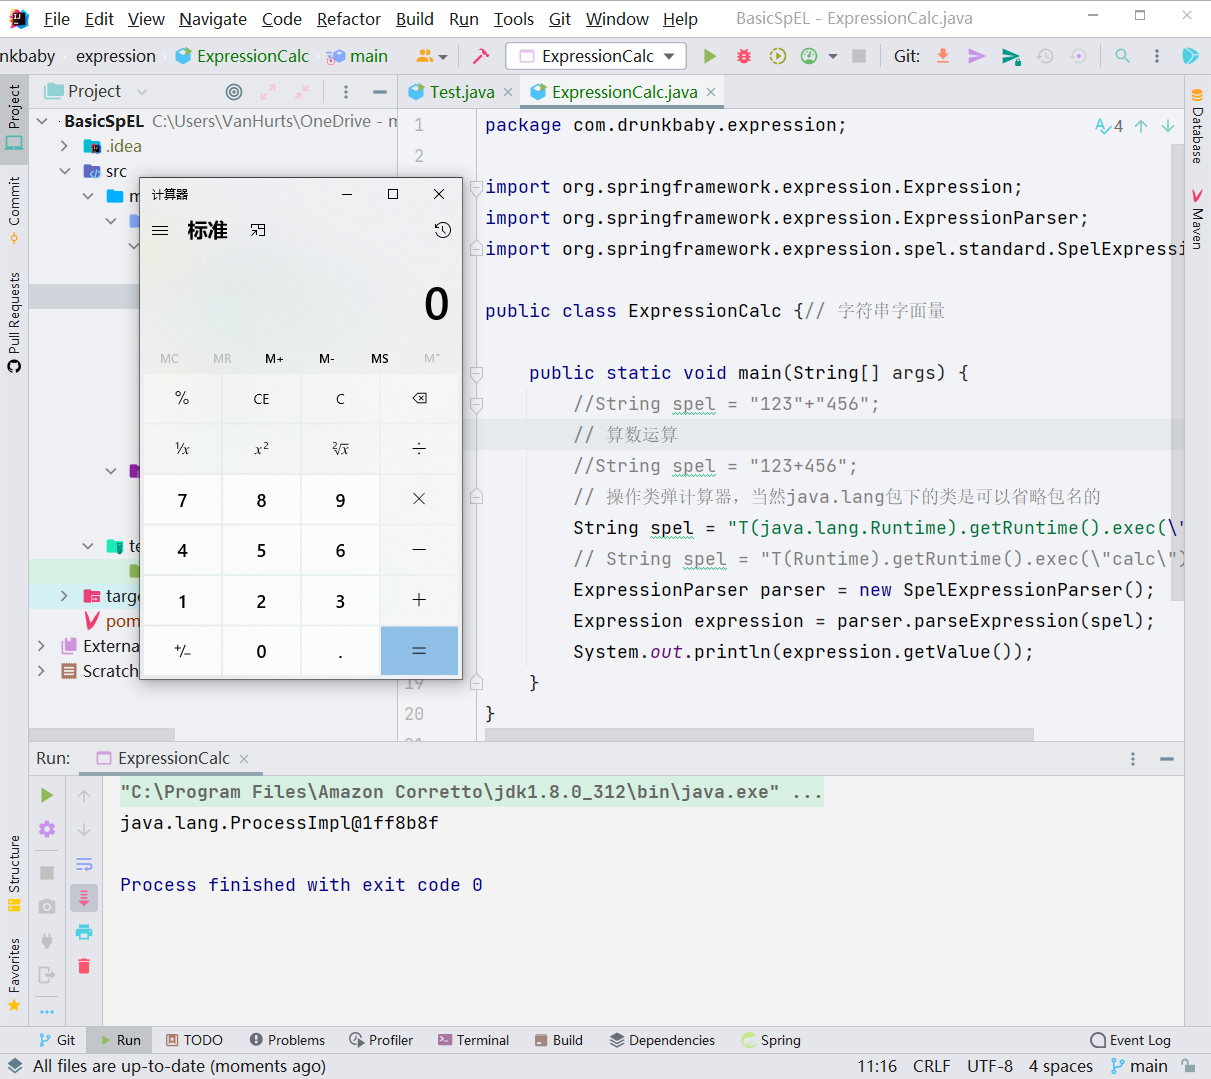 File Edit View Navigate Code Refactor Build Run Tools Git Window Help BasicSpEL - ExpressionCalc.java
nkbaby expression ExpressionCalc main ExpressionCalc Git:
Project
Test.java ExpressionCalc.java
BasicSpEL C:\Users\VanHurts\OneDrive - m
.idea
src
m
te
targe
pom
Externa
Scratch
Project
Commit
Pull Requests
Structure
Favorites
Database
Maven
计算器
标准
0
MC MR M+ M- MS M
% CE C
¹/x x² ²√x ÷
7 8 9 ×
4 5 6 −
1 2 3 +
+/− 0 . =
4
1 package com.drunkbaby.expression;
2
import org.springframework.expression.Expression;
import org.springframework.expression.ExpressionParser;
import org.springframework.expression.spel.standard.SpelExpressi
public class ExpressionCalc {// 字符串字面量
public static void main(String[] args) {
//String spel = "123"+"456";
// 算数运算
//String spel = "123+456";
// 操作类弹计算器，当然java.lang包下的类是可以省略包名的
String spel = "T(java.lang.Runtime).getRuntime().exec(\"
// String spel = "T(Runtime).getRuntime().exec(\"calc\")
ExpressionParser parser = new SpelExpressionParser();
Expression expression = parser.parseExpression(spel);
System.out.println(expression.getValue());
19 }
20 }
Run: ExpressionCalc
"C:\Program Files\Amazon Corretto\jdk1.8.0_312\bin\java.exe" ...
java.lang.ProcessImpl@1ff8b8f
Process finished with exit code 0
Git Run TODO Problems Profiler Terminal Build Dependencies Spring Event Log
All files are up-to-date (moments ago) 11:16 CRLF UTF-8 4 spaces main